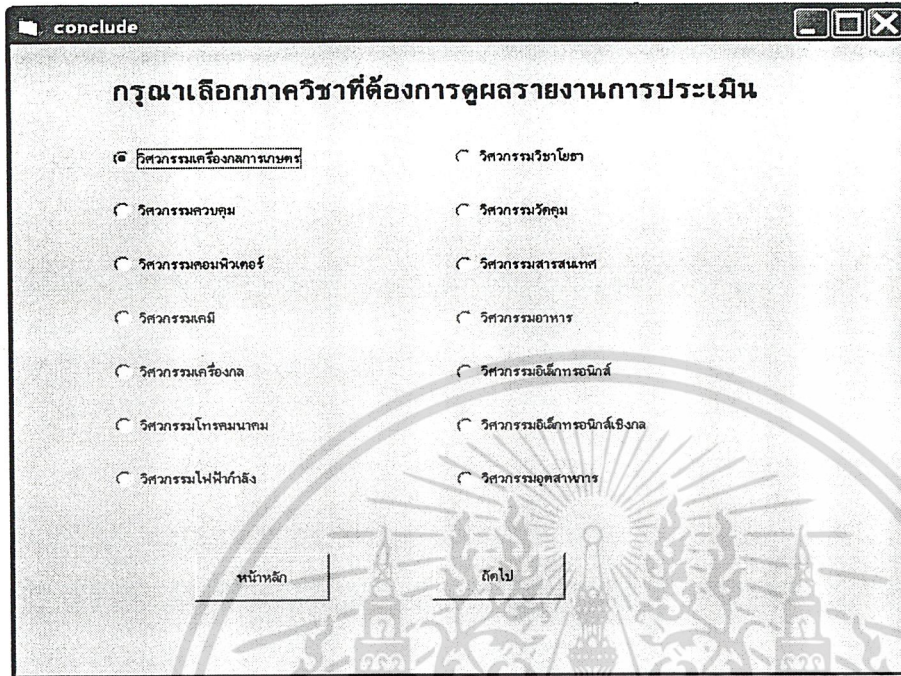 conclude
กรุณาเลือกภาควิชาที่ต้องการดูผลรายงานการประเมิน
วิศวกรรมเครื่องกลการเกษตร วิศวกรรมวิชาโยธา
วิศวกรรมควบคุม วิศวกรรมวัดคุม
วิศวกรรมคอมพิวเตอร์ วิศวกรรมสารสนเทศ
วิศวกรรมเคมี วิศวกรรมอาหาร
วิศวกรรมเครื่องกล วิศวกรรมอิเล็กทรอนิกส์
วิศวกรรมโทรคมนาคม วิศวกรรมอิเล็กทรอนิกส์เชิงกล
วิศวกรรมไฟฟ้ากำลัง วิศวกรรมอุตสาหการ
หน้าหลัก ถัดไป